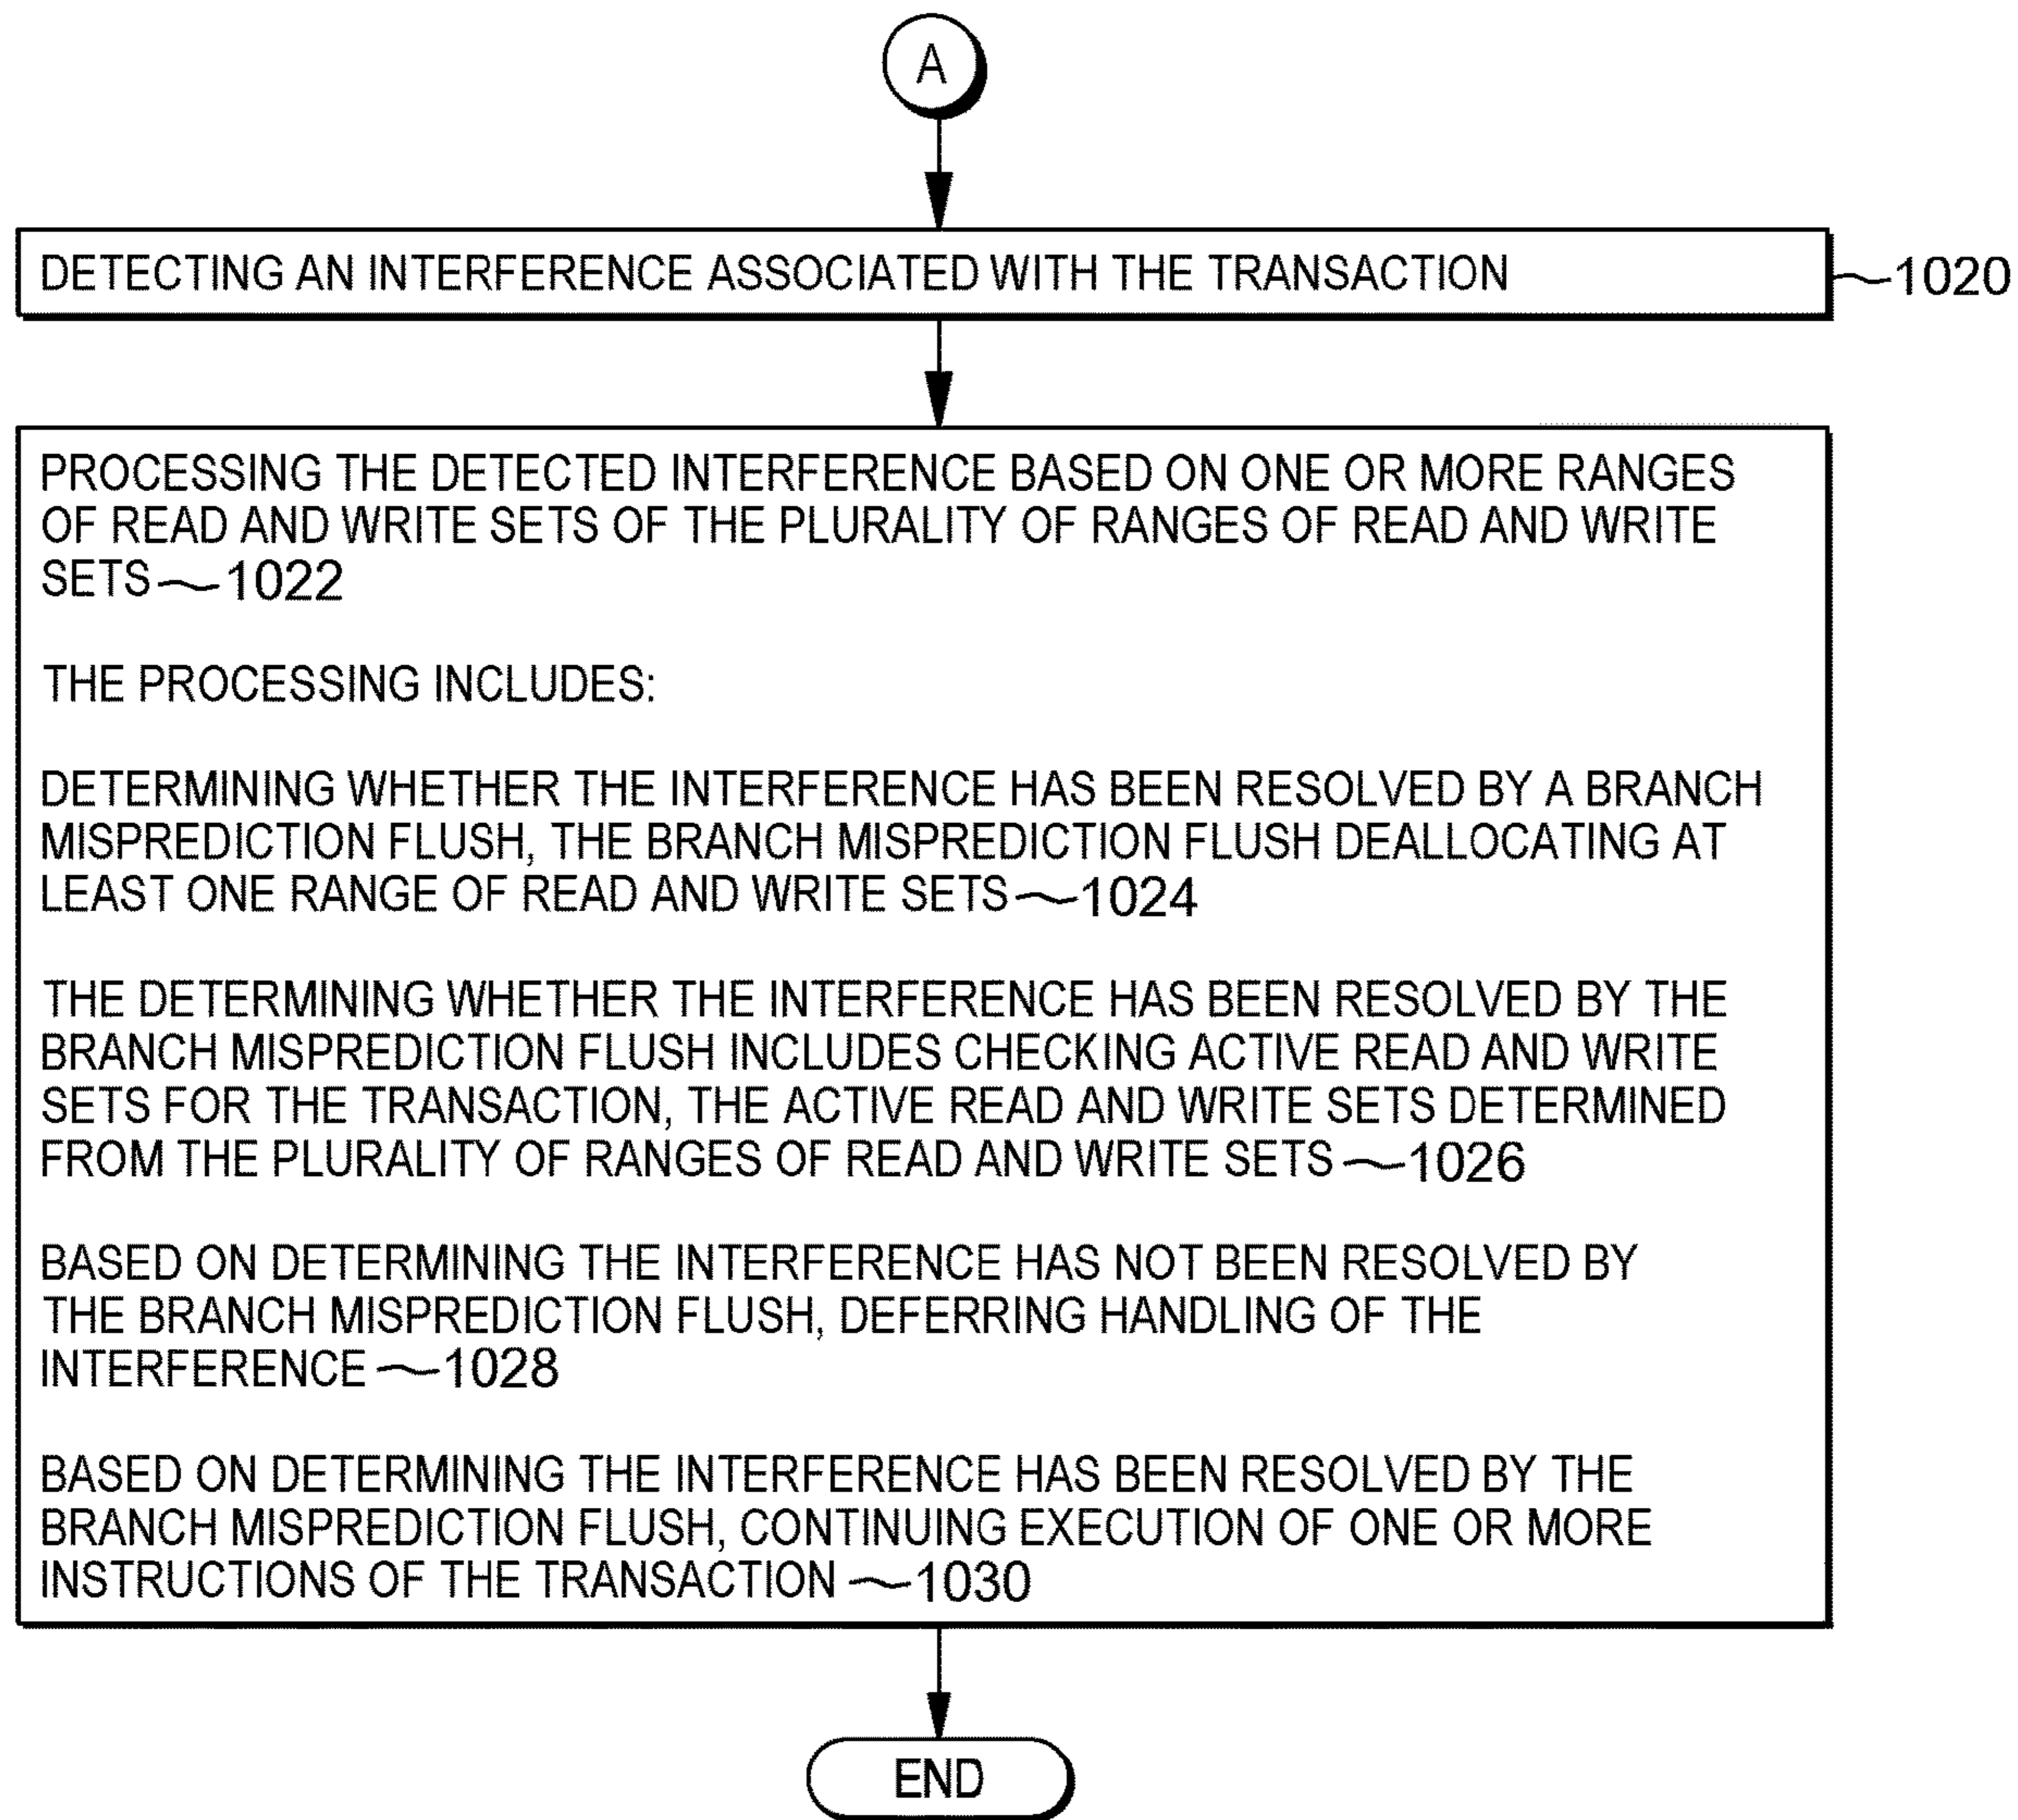 A
DETECTING AN INTERFERENCE ASSOCIATED WITH THE TRANSACTION ~1020
PROCESSING THE DETECTED INTERFERENCE BASED ON ONE OR MORE RANGES
OF READ AND WRITE SETS OF THE PLURALITY OF RANGES OF READ AND WRITE
SETS ~1022
THE PROCESSING INCLUDES:
DETERMINING WHETHER THE INTERFERENCE HAS BEEN RESOLVED BY A BRANCH
MISPREDICTION FLUSH, THE BRANCH MISPREDICTION FLUSH DEALLOCATING AT
LEAST ONE RANGE OF READ AND WRITE SETS ~1024
THE DETERMINING WHETHER THE INTERFERENCE HAS BEEN RESOLVED BY THE
BRANCH MISPREDICTION FLUSH INCLUDES CHECKING ACTIVE READ AND WRITE
SETS FOR THE TRANSACTION, THE ACTIVE READ AND WRITE SETS DETERMINED
FROM THE PLURALITY OF RANGES OF READ AND WRITE SETS ~1026
BASED ON DETERMINING THE INTERFERENCE HAS NOT BEEN RESOLVED BY
THE BRANCH MISPREDICTION FLUSH, DEFERRING HANDLING OF THE
INTERFERENCE ~1028
BASED ON DETERMINING THE INTERFERENCE HAS BEEN RESOLVED BY THE
BRANCH MISPREDICTION FLUSH, CONTINUING EXECUTION OF ONE OR MORE
INSTRUCTIONS OF THE TRANSACTION ~1030
END